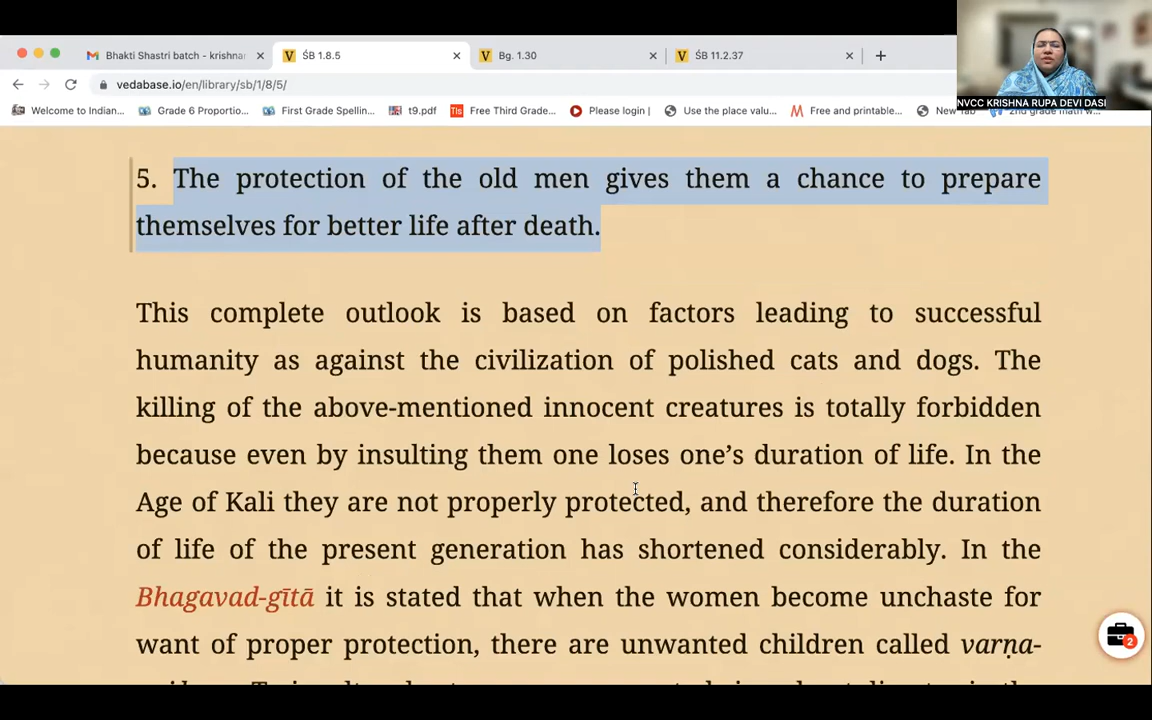 Bhakti Shastri batch - krishna
ŚB 1.8.5
Bg. 1.30
ŚB 11.2.37
vedabase.io/en/library/sb/1/8/5/
Welcome to Indian...
Grade 6 Proportio...
First Grade Spellin...
t9.pdf
Free Third Grade...
Please login |
Use the place valu...
Free and printable...
New Tab
2nd grade math w...
NVCC KRISHNA RUPA DEVI DASI
5. The protection of the old men gives them a chance to prepare
themselves for better life after death.
This complete outlook is based on factors leading to successful
humanity as against the civilization of polished cats and dogs. The
killing of the above-mentioned innocent creatures is totally forbidden
because even by insulting them one loses one’s duration of life. In the
Age of Kali they are not properly protected, and therefore the duration
of life of the present generation has shortened considerably. In the
Bhagavad-gītā it is stated that when the women become unchaste for
want of proper protection, there are unwanted children called varṇa-
2